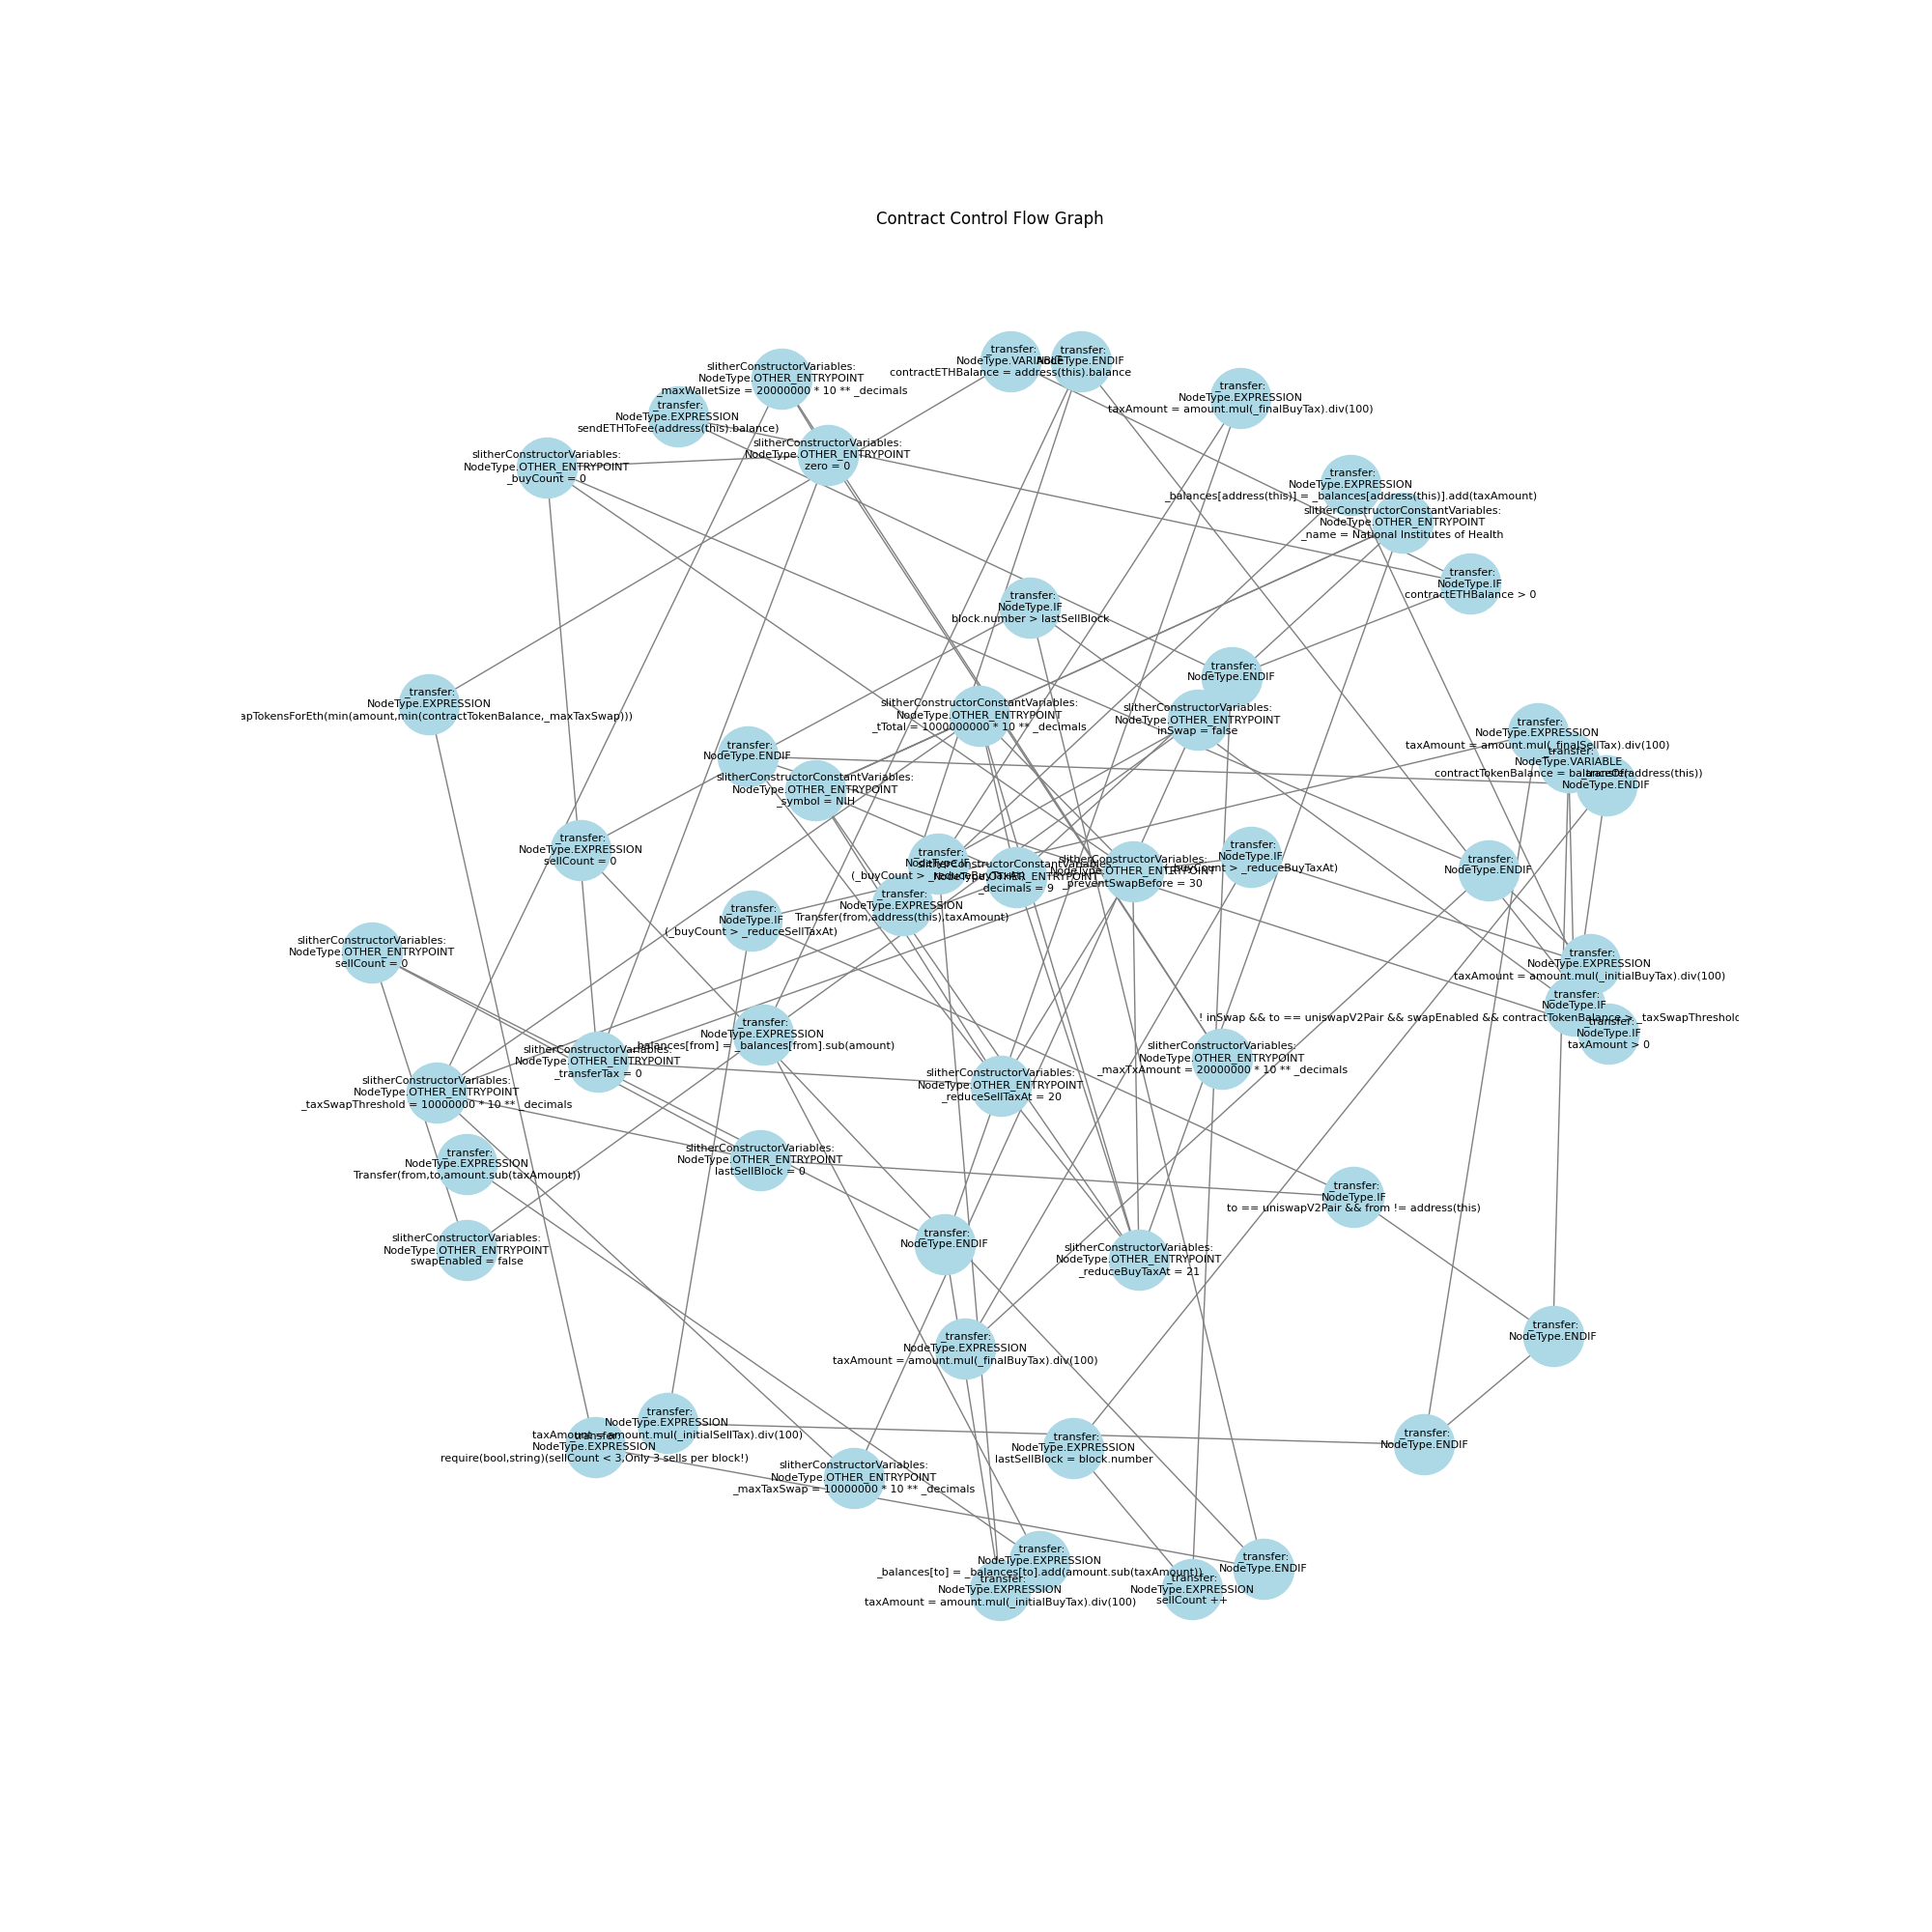 Contract Control Flow Graph
_transfer:
NodeType.VARIABLE
contractETHBalance = address(this).balance
_transfer:
NodeType.ENDIF
slitherConstructorVariables:
NodeType.OTHER_ENTRYPOINT
_maxWalletSize = 20000000 * 10 ** _decimals
_transfer:
NodeType.EXPRESSION
taxAmount = amount.mul(_finalBuyTax).div(100)
_transfer:
NodeType.EXPRESSION
sendETHToFee(address(this).balance)
slitherConstructorVariables:
NodeType.OTHER_ENTRYPOINT
zero = 0
slitherConstructorVariables:
NodeType.OTHER_ENTRYPOINT
_buyCount = 0
_transfer:
NodeType.EXPRESSION
_balances[address(this)] = _balances[address(this)].add(taxAmount)
slitherConstructorConstantVariables:
NodeType.OTHER_ENTRYPOINT
_name = National Institutes of Health
_transfer:
NodeType.IF
contractETHBalance > 0
_transfer:
NodeType.IF
block.number > lastSellBlock
_transfer:
NodeType.ENDIF
_transfer:
NodeType.EXPRESSION
apTokensForEth(min(amount,min(contractTokenBalance,_maxTaxSwap)))
slitherConstructorConstantVariables:
NodeType.OTHER_ENTRYPOINT
_tTotal = 1000000000 * 10 ** _decimals
slitherConstructorVariables:
NodeType.OTHER_ENTRYPOINT
inSwap = false
_transfer:
NodeType.EXPRESSION
taxAmount = amount.mul(_finalSellTax).div(100)
_transfer:
NodeType.VARIABLE
contractTokenBalance = balanceOf(address(this))
_transfer:
NodeType.ENDIF
_transfer:
NodeType.ENDIF
slitherConstructorConstantVariables:
NodeType.OTHER_ENTRYPOINT
_symbol = NIH
_transfer:
NodeType.EXPRESSION
sellCount = 0
_transfer:
NodeType.IF
(_buyCount > _reduceBuyTaxAt)
slitherConstructorConstantVariables:
NodeType.OTHER_ENTRYPOINT
_decimals = 9
slitherConstructorVariables:
NodeType.OTHER_ENTRYPOINT
_preventSwapBefore = 30
_transfer:
NodeType.IF
(_buyCount > _reduceBuyTaxAt)
_transfer:
NodeType.ENDIF
_transfer:
NodeType.EXPRESSION
Transfer(from,address(this),taxAmount)
_transfer:
NodeType.IF
(_buyCount > _reduceSellTaxAt)
slitherConstructorVariables:
NodeType.OTHER_ENTRYPOINT
sellCount = 0
_transfer:
NodeType.EXPRESSION
taxAmount = amount.mul(_initialBuyTax).div(100)
_transfer:
NodeType.IF
! inSwap && to == uniswapV2Pair && swapEnabled && contractTokenBalance > _taxSwapThreshold
_transfer:
NodeType.IF
taxAmount > 0
_transfer:
NodeType.EXPRESSION
_balances[from] = _balances[from].sub(amount)
slitherConstructorVariables:
NodeType.OTHER_ENTRYPOINT
_transferTax = 0
slitherConstructorVariables:
NodeType.OTHER_ENTRYPOINT
_maxTxAmount = 20000000 * 10 ** _decimals
slitherConstructorVariables:
NodeType.OTHER_ENTRYPOINT
_reduceSellTaxAt = 20
slitherConstructorVariables:
NodeType.OTHER_ENTRYPOINT
_taxSwapThreshold = 10000000 * 10 ** _decimals
_transfer:
NodeType.EXPRESSION
Transfer(from,to,amount.sub(taxAmount))
slitherConstructorVariables:
NodeType.OTHER_ENTRYPOINT
lastSellBlock = 0
_transfer:
NodeType.IF
to == uniswapV2Pair && from != address(this)
slitherConstructorVariables:
NodeType.OTHER_ENTRYPOINT
swapEnabled = false
_transfer:
NodeType.ENDIF
slitherConstructorVariables:
NodeType.OTHER_ENTRYPOINT
_reduceBuyTaxAt = 21
_transfer:
NodeType.ENDIF
_transfer:
NodeType.EXPRESSION
taxAmount = amount.mul(_finalBuyTax).div(100)
_transfer:
NodeType.EXPRESSION
taxAmount = amount.mul(_initialSellTax).div(100)
_transfer:
NodeType.EXPRESSION
require(bool,string)(sellCount < 3,Only 3 sells per block!)
_transfer:
NodeType.EXPRESSION
lastSellBlock = block.number
_transfer:
NodeType.ENDIF
slitherConstructorVariables:
NodeType.OTHER_ENTRYPOINT
_maxTaxSwap = 10000000 * 10 ** _decimals
_transfer:
NodeType.EXPRESSION
_balances[to] = _balances[to].add(amount.sub(taxAmount))
_transfer:
NodeType.EXPRESSION
taxAmount = amount.mul(_initialBuyTax).div(100)
_transfer:
NodeType.EXPRESSION
sellCount ++
_transfer:
NodeType.ENDIF